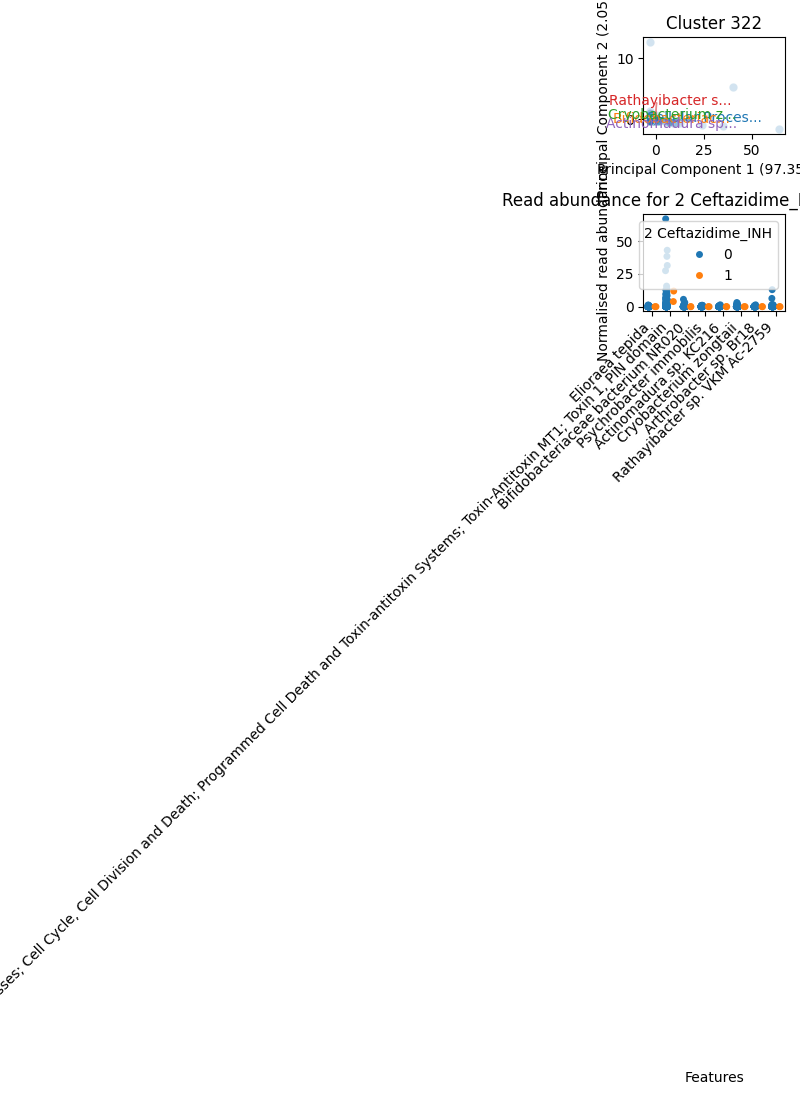 Cluster 322
Principal Component 2 (2.05
10
0
Rathayibacter s...
Cryobacterium z...
Actinomadura sp...
0
25
50
Principal Component 1 (97.35
Read abundance for 2 Ceftazidime_I
Normalised read abundance
50
25
0
2 Ceftazidime_INH
0
1
Elioraea tepida
sses; Cell Cycle, Cell Division and Death; Programmed Cell Death and Toxin-antitoxin Systems; Toxin-Antitoxin MT1; Toxin 1, PIN domain
Bifidobacteriaceae bacterium NR020
Psychrobacter immobilis
Actinomadura sp. KC216
Cryobacterium zongtaii
Arthrobacter sp. Br18
Rathayibacter sp. VKM Ac-2759
Features